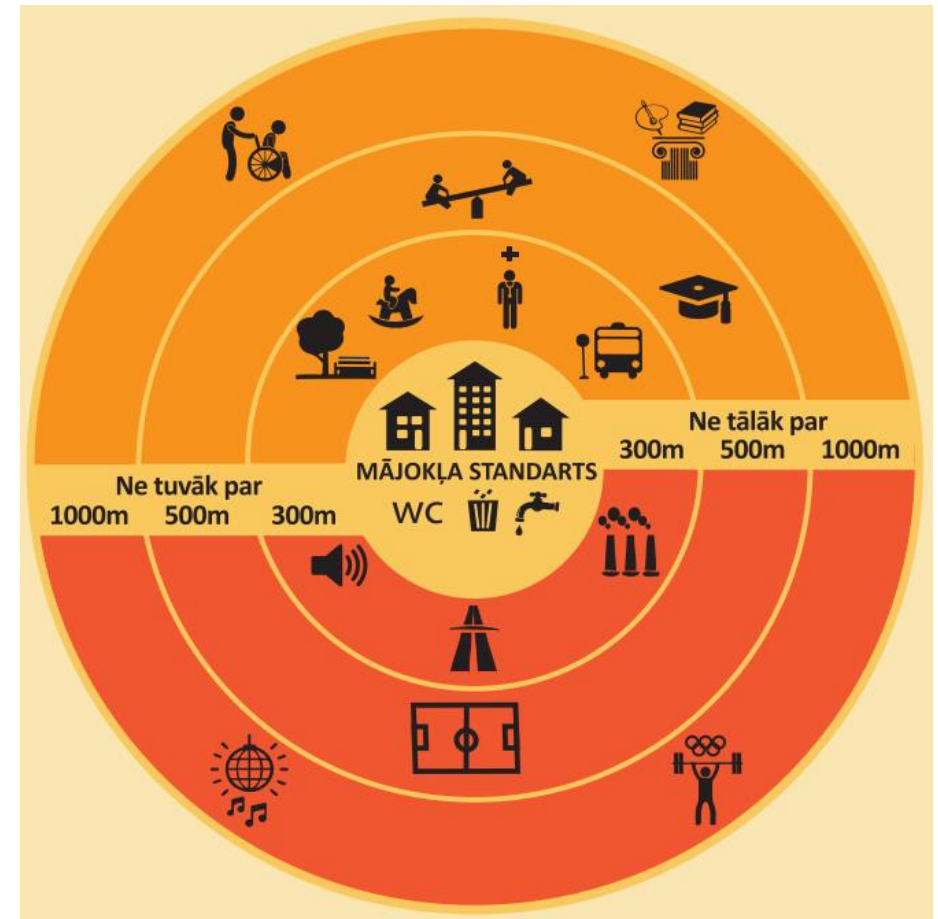 Ne tālāk par
300m 500m 1000m
MĀJOKĻA STANDARTS
WC
Ne tuvāk par
1000m 500m 300m